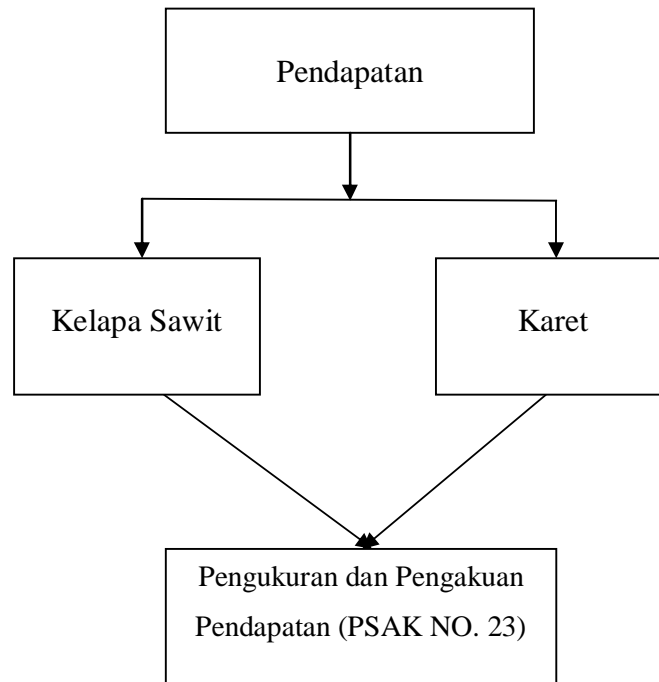 Pendapatan
Kelapa Sawit
Karet
Pengukuran dan Pengakuan
Pendapatan (PSAK NO. 23)